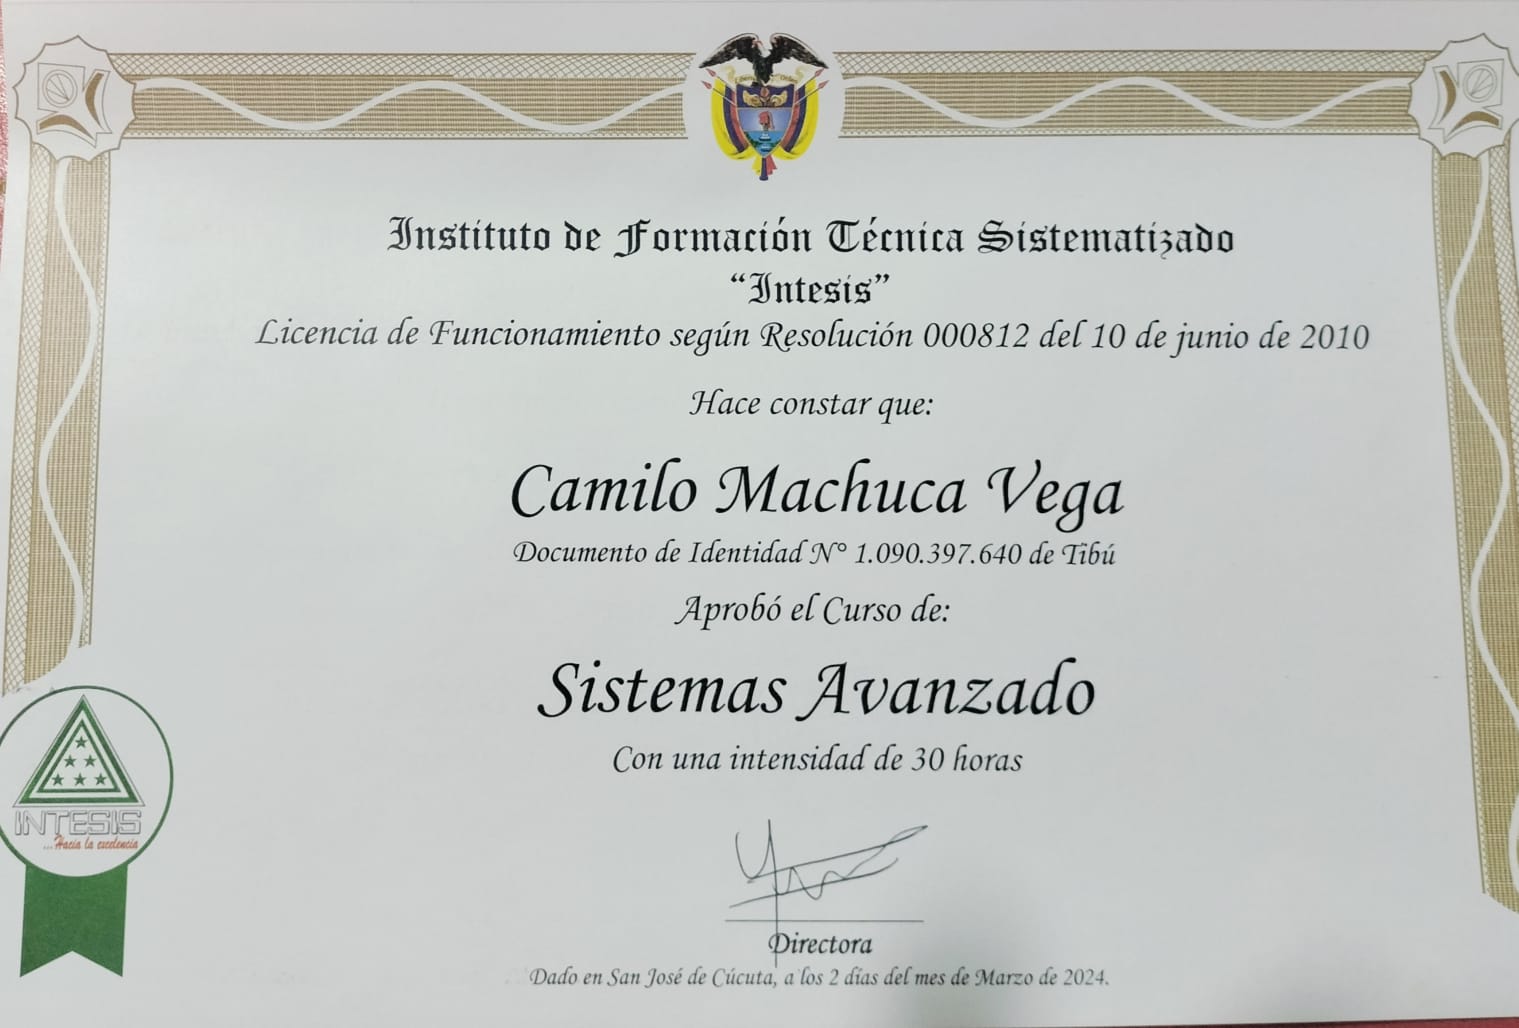 Libertad y Orden
Instituto de Formación Técnica Sistematizado
“Intesis”
Licencia de Funcionamiento según Resolución 000812 del 10 de junio de 2010
Hace constar que:
Camilo Machuca Vega
Documento de Identidad N° 1.090.397.640 de Tibú
Aprobó el Curso de:
Sistemas Avanzado
Con una intensidad de 30 horas
INTESIS
...Hacia la excelencia
Directora
Dado en San José de Cúcuta, a los 2 días del mes de Marzo de 2024.